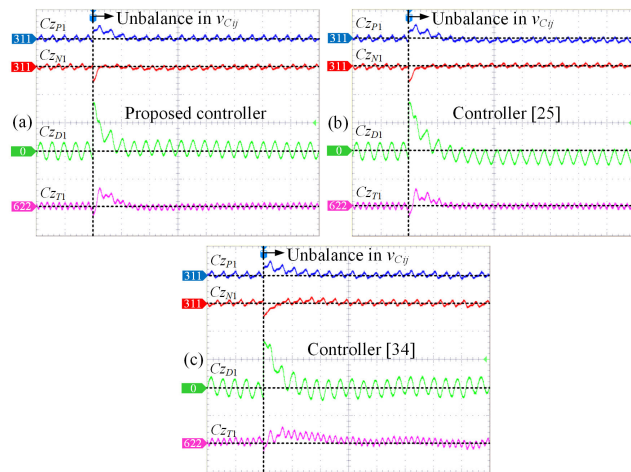 Unbalance in vCij
CzP1
311
CzN1
311
Proposed controller
(a)
CzD1
0
CzT1
622
Unbalance in vCij
CzP1
311
CzN1
311
(b)
Controller [25]
CzD1
0
CzT1
622
Unbalance in vCij
CzP1
311
CzN1
311
(c)
Controller [34]
CzD1
0
CzT1
622